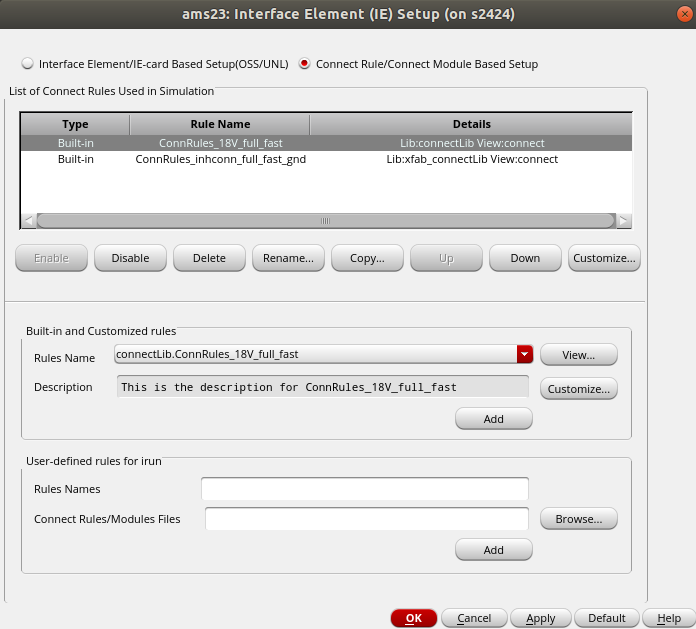 ams23: Interface Element (IE) Setup (on s2424)
Interface Element/IE-card Based Setup(OSS/UNL) Connect Rule/Connect Module Based Setup
List of Connect Rules Used in Simulation
Type Rule Name Details
Built-in ConnRules_18V_full_fast Lib:connectLib View:connect
Built-in ConnRules_inhconn_full_fast_gnd Lib:xfab_connectLib View:connect
Enable Disable Delete Rename... Copy... Up Down Customize...
Built-in and Customized rules
Rules Name connectLib.ConnRules_18V_full_fast View...
Description This is the description for ConnRules_18V_full_fast Customize...
Add
User-defined rules for irun
Rules Names
Connect Rules/Modules Files Browse...
Add
OK Cancel Apply Default Help